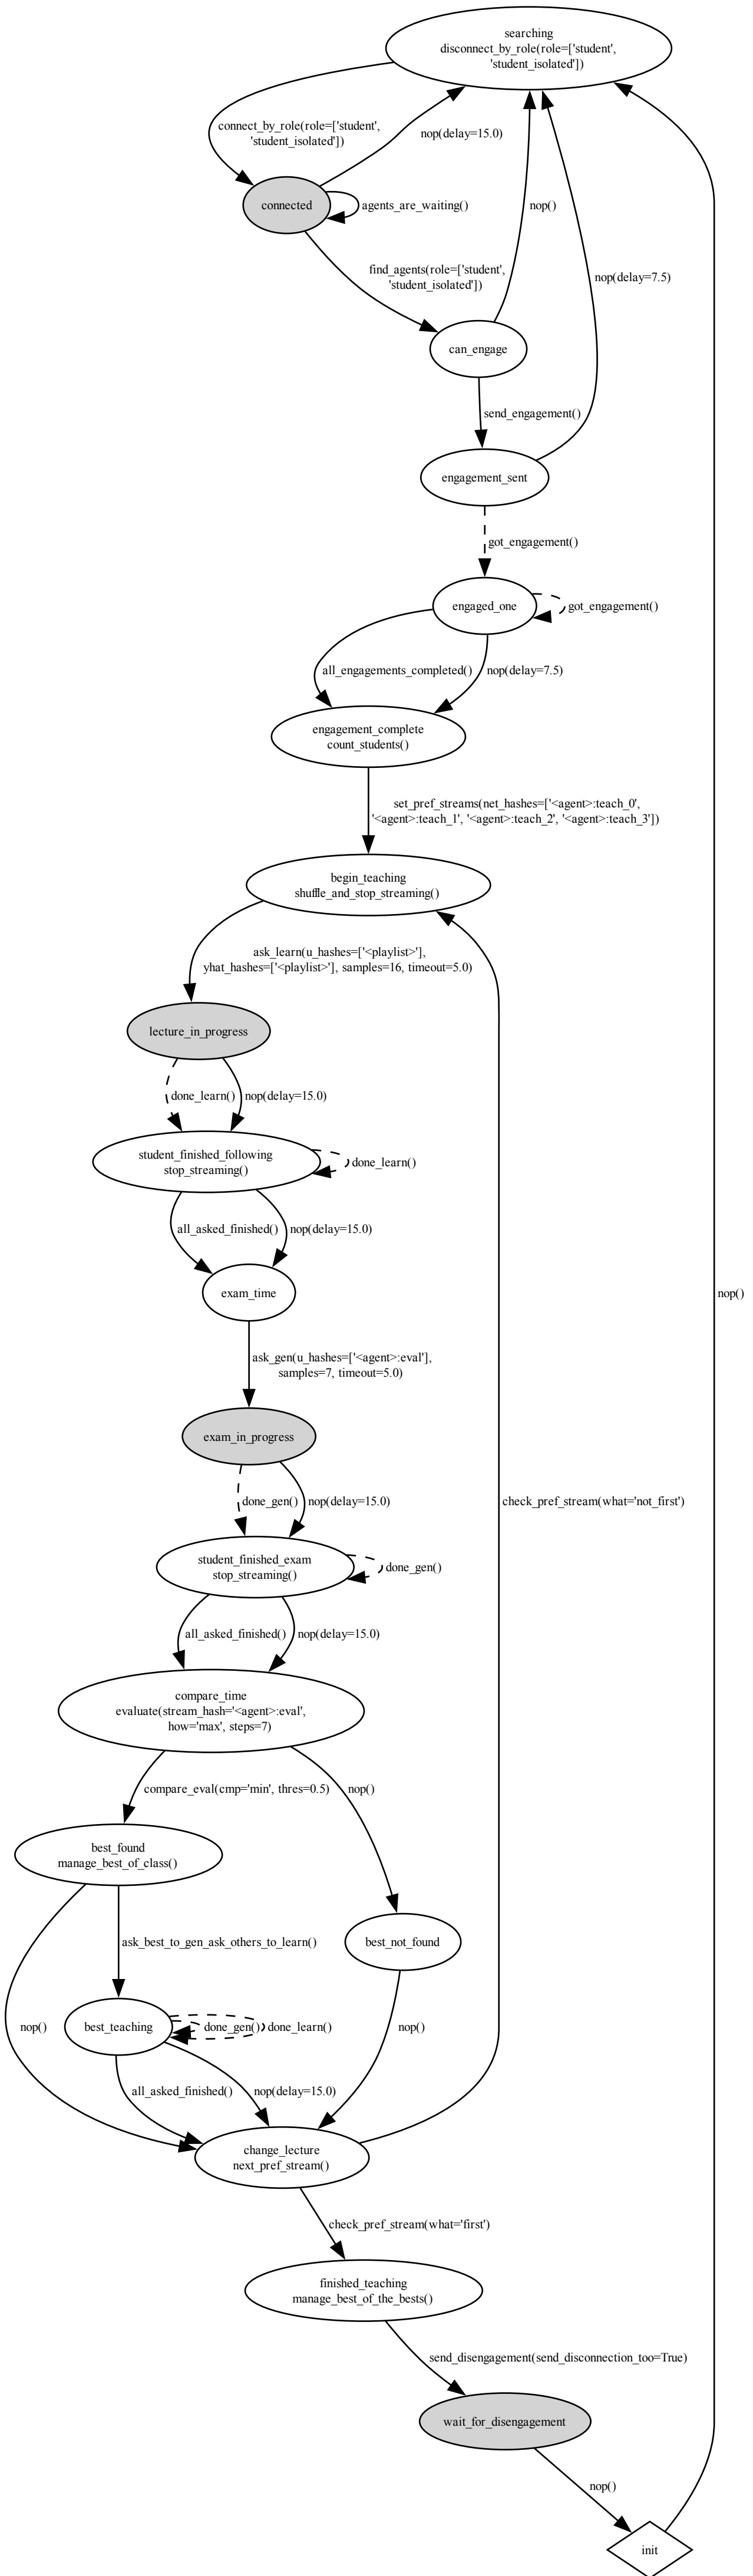 searching
disconnect_by_role(role=['student',
'student_isolated'])
connect_by_role(role=['student',
'student_isolated'])
nop(delay=15.0)
connected
agents_are_waiting()
nop()
find_agents(role=['student',
'student_isolated'])
nop(delay=7.5)
can_engage
send_engagement()
engagement_sent
got_engagement()
engaged_one
got_engagement()
all_engagements_completed()
nop(delay=7.5)
engagement_complete
count_students()
set_pref_streams(net_hashes=['<agent>:teach_0',
'<agent>:teach_1', '<agent>:teach_2', '<agent>:teach_3'])
begin_teaching
shuffle_and_stop_streaming()
ask_learn(u_hashes=['<playlist>'],
yhat_hashes=['<playlist>'], samples=16, timeout=5.0)
lecture_in_progress
done_learn()
nop(delay=15.0)
student_finished_following
stop_streaming()
done_learn()
all_asked_finished()
nop(delay=15.0)
exam_time
nop()
ask_gen(u_hashes=['<agent>:eval'],
samples=7, timeout=5.0)
exam_in_progress
done_gen()
nop(delay=15.0)
check_pref_stream(what='not_first')
student_finished_exam
stop_streaming()
done_gen()
all_asked_finished()
nop(delay=15.0)
compare_time
evaluate(stream_hash='<agent>:eval',
how='max', steps=7)
compare_eval(cmp='min', thres=0.5)
nop()
best_found
manage_best_of_class()
ask_best_to_gen_ask_others_to_learn()
best_not_found
nop()
best_teaching
done_gen()
done_learn()
nop()
all_asked_finished()
nop(delay=15.0)
change_lecture
next_pref_stream()
check_pref_stream(what='first')
finished_teaching
manage_best_of_the_bests()
send_disengagement(send_disconnection_too=True)
wait_for_disengagement
nop()
init